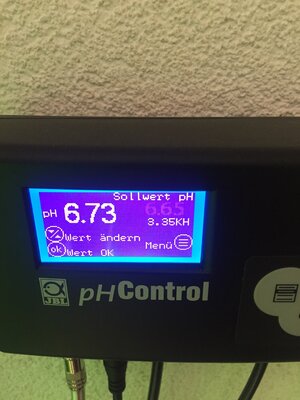 Sollwert pH
pH 6.73 6.65
3.35KH
Wert ändern
Menü
ok Wert OK
JBL pHControl